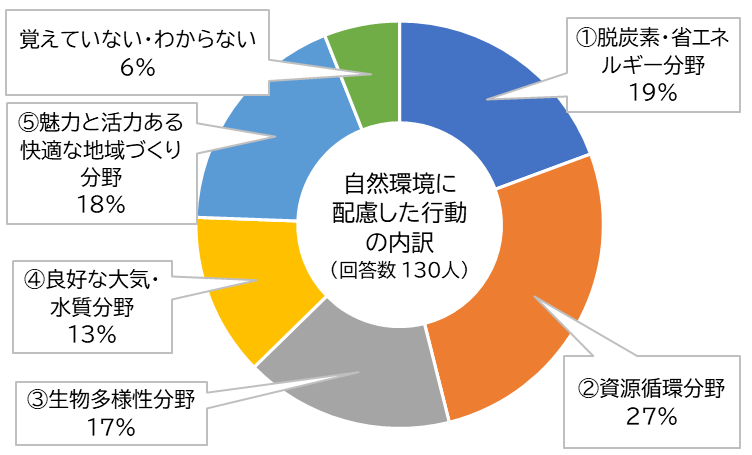 自然環境に
配慮した行動
の内訳
（回答数 130人）
①脱炭素・省エネ
ルギー分野
19%
②資源循環分野
27%
③生物多様性分野
17%
④良好な大気・
水質分野
13%
⑤魅力と活力ある
快適な地域づくり
分野
18%
覚えていない・わからない
6%